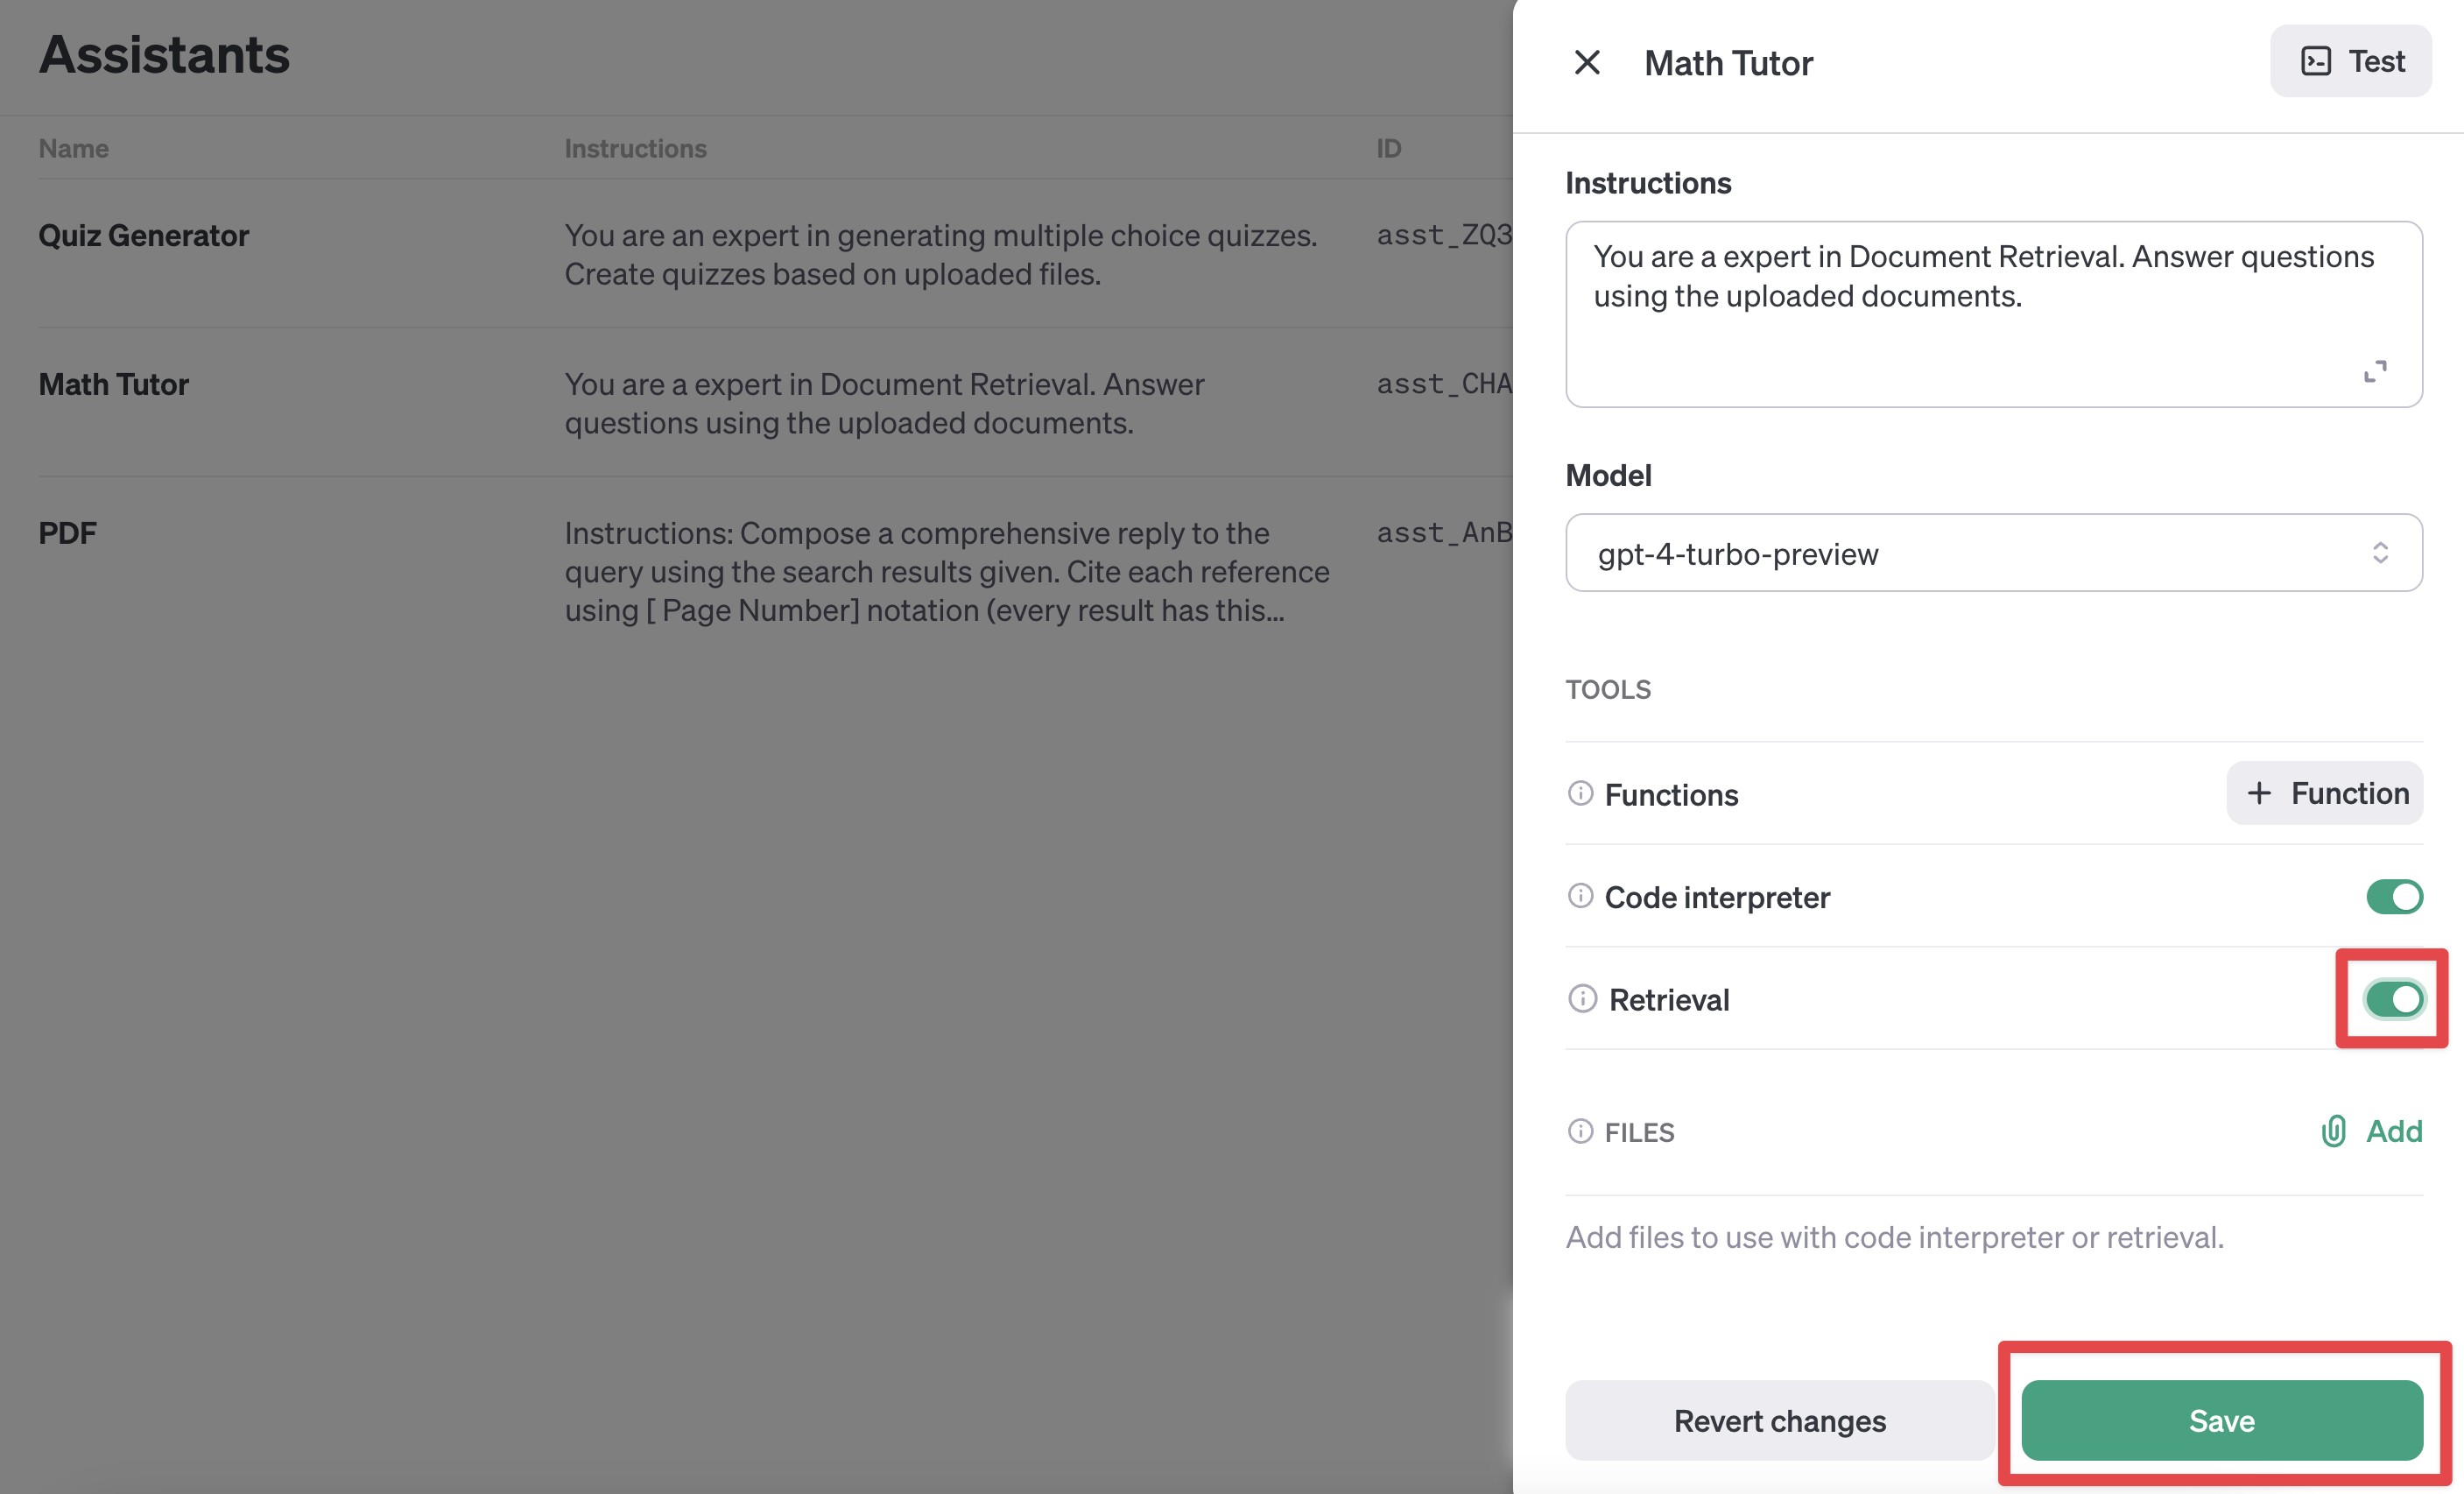 Assistants
Name Instructions ID
Quiz Generator
You are an expert in generating multiple choice quizzes.
Create quizzes based on uploaded files.
asst_ZQ3
Math Tutor
You are a expert in Document Retrieval. Answer
questions using the uploaded documents.
asst_CHA
PDF
Instructions: Compose a comprehensive reply to the
query using the search results given. Cite each reference
using [ Page Number] notation (every result has this...
asst_AnB
Math Tutor
Test
Instructions
You are a expert in Document Retrieval. Answer questions
using the uploaded documents.
Model
gpt-4-turbo-preview
TOOLS
Functions
+ Function
Code interpreter
Retrieval
FILES
Add
Add files to use with code interpreter or retrieval.
Revert changes
Save